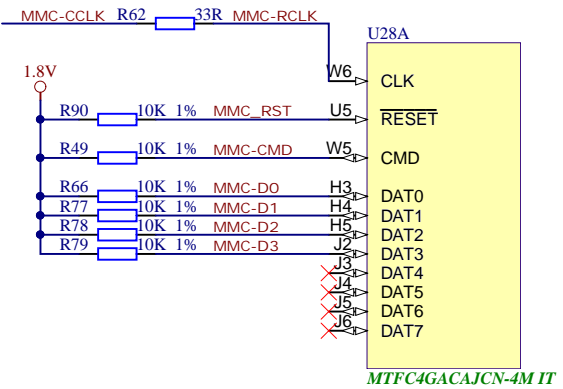 MMC-CCLK R62 33R MMC-RCLK
U28A
1.8V
W6 CLK
R90 10K 1% MMC_RST U5 RESET
R49 10K 1% MMC-CMD W5 CMD
R66 10K 1% MMC-D0 H3 DAT0
R77 10K 1% MMC-D1 H4 DAT1
R78 10K 1% MMC-D2 H5 DAT2
R79 10K 1% MMC-D3 J2 DAT3
J3 DAT4
J4 DAT5
J5 DAT6
J6 DAT7
MTFC4GACAJCN-4M IT